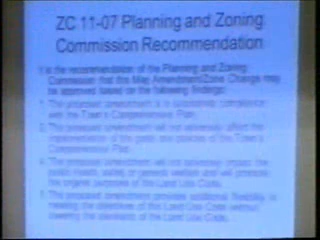 ZC 11-07 Planning and Zoning
Commission Recommendation
It is the recommendation of the Planning and Zoning
Commission that this Map Amendment/Zone Change may
be approved based on the following findings:
1. The proposed amendment is in substantial compliance
with the Town's Comprehensive Plan.
2. The proposed amendment will not adversely affect the
implementation of the goals and policies of the Town's
Comprehensive Plan.
The proposed amendment will not adversely impact the
public health, safety or general welfare and will promote
the purposes of the Land Use Code.
The proposed amendment provides additional flexibility in
meeting the objectives of the Land Use Code without
lowering the standards of the Land Use Code.